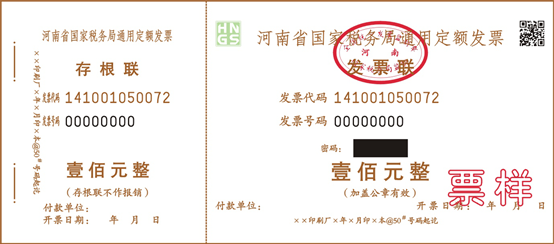 河南省国家税务局通用定额发票
存根联
××印刷厂×年×月印×本@50#号码起讫
发票代码 141001050072
发票号码 00000000
壹佰元整
(存根联不作报销)
付款单位：
开票日期： 年 月 日
HN
GS
河南省国家税务局通用定额发票
河南
发票联
发票代码 141001050072
发票号码 00000000
密码：
壹佰元整
(加盖公章有效)
票样
付款单位：
开票日期： 年 月 日
××印刷厂×年×月印×本@50#号码起讫